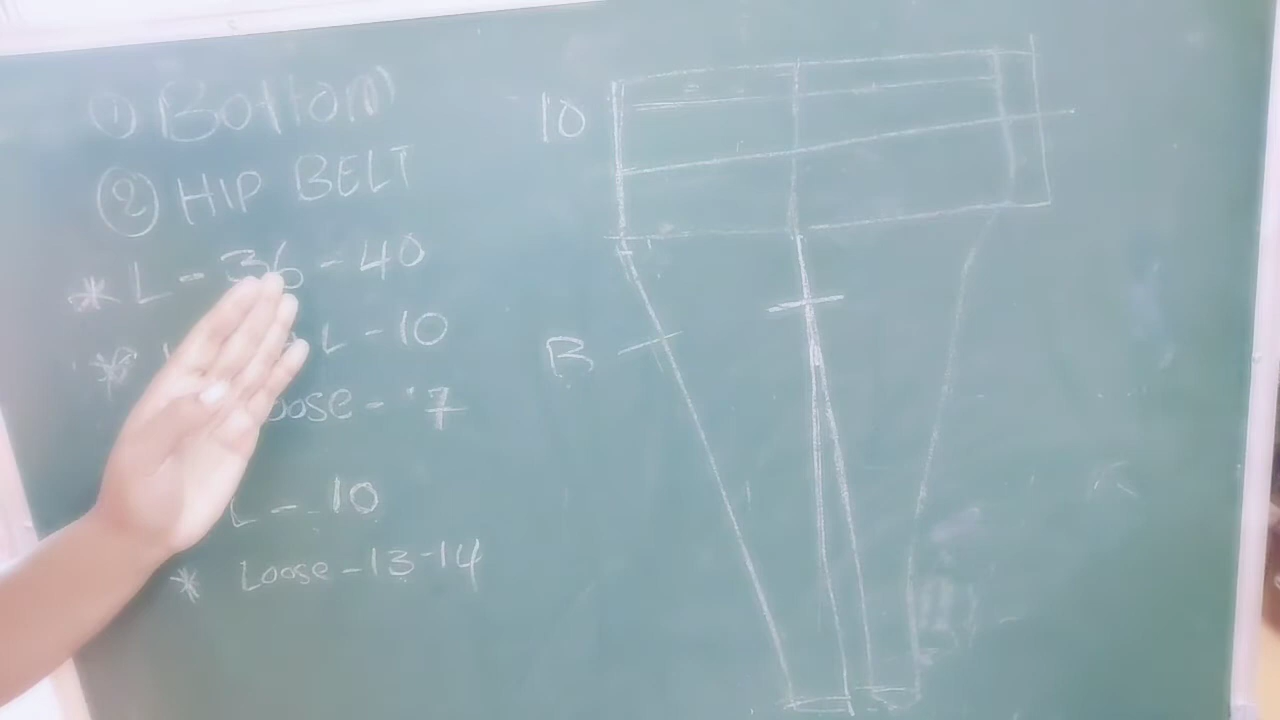 ① Bottom
② HIP BELT
* L - 36 - 40
* L - 10
oose - 7
L - 10
* Loose - 13-14
10
B